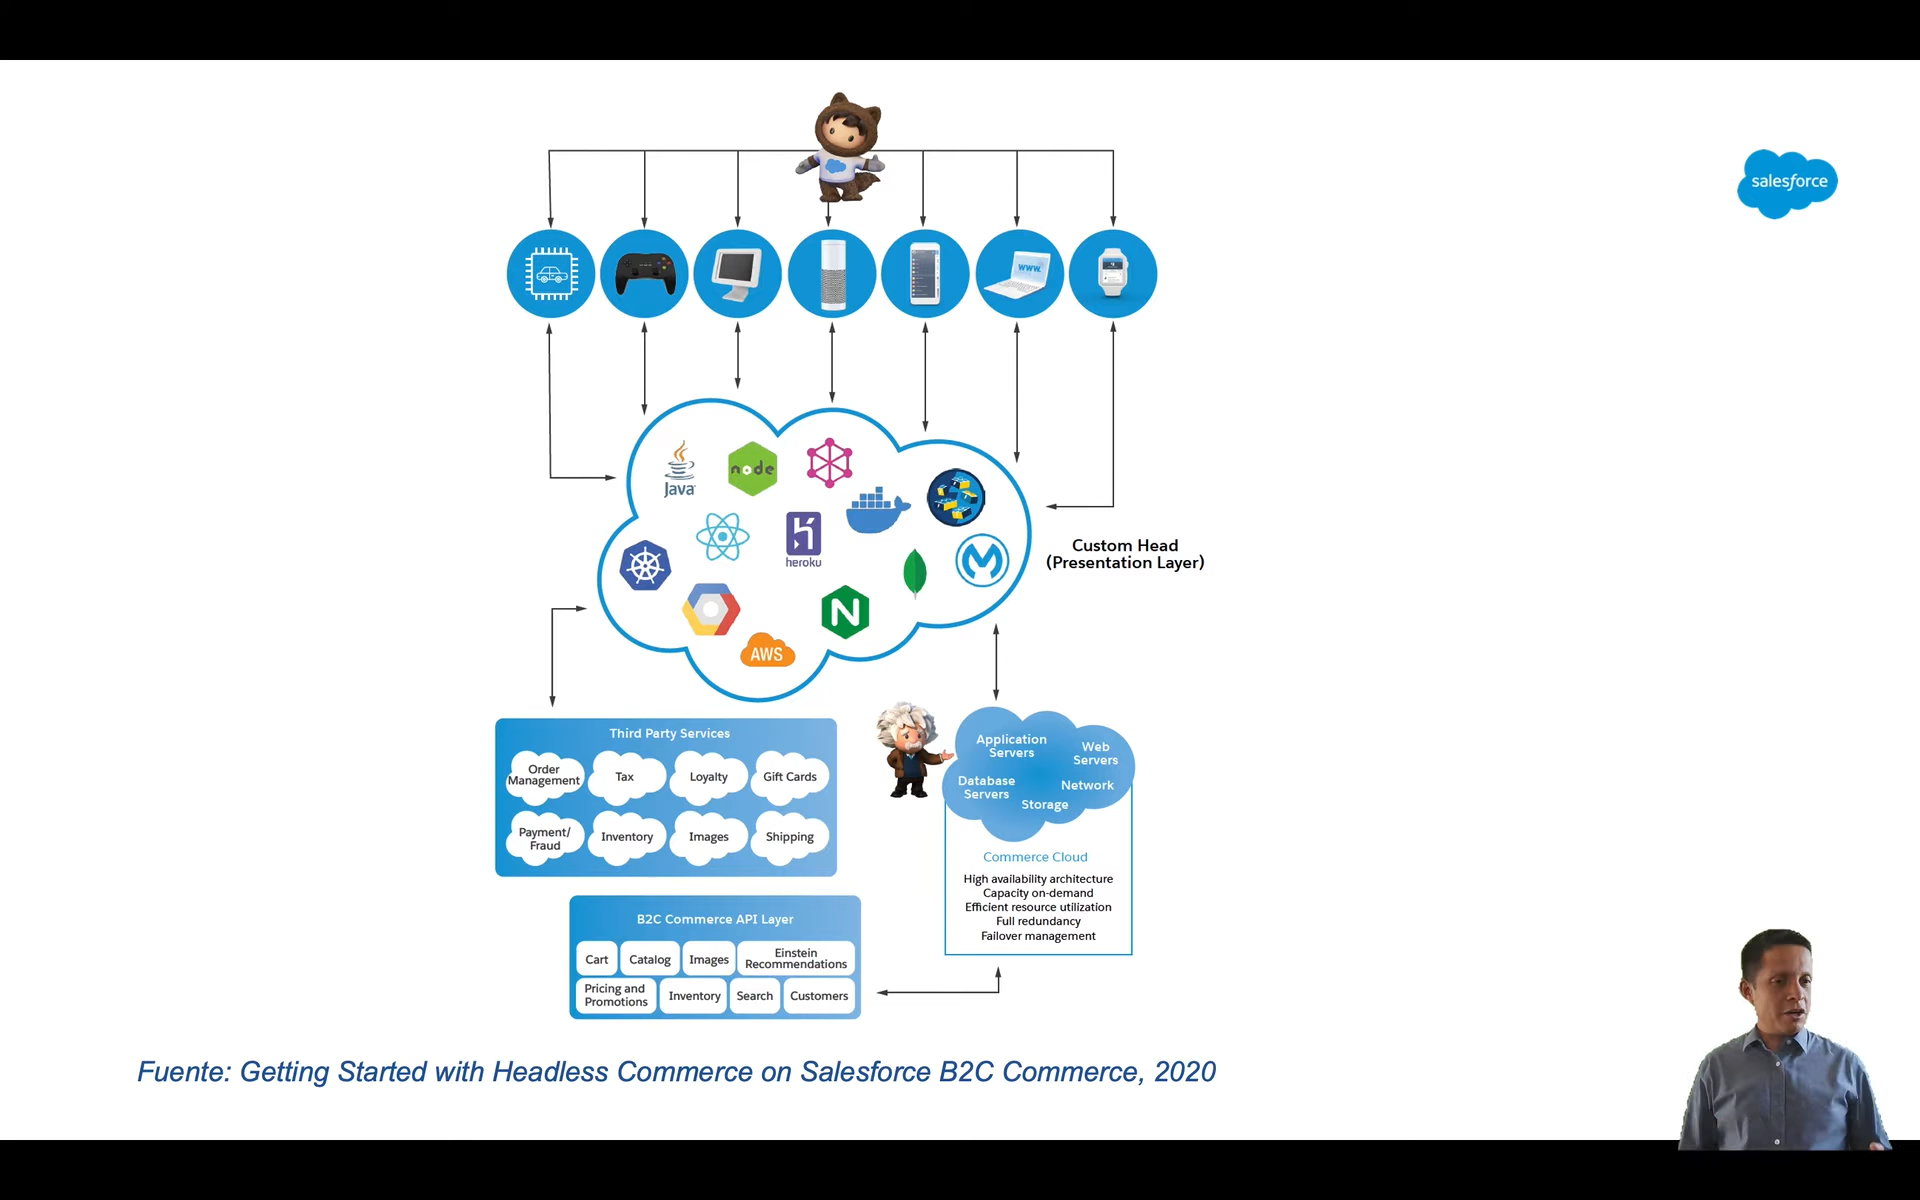 salesforce
www.
Java
node
heroku
AWS
Custom Head
(Presentation Layer)
Third Party Services
Order
Management
Tax
Loyalty
Gift Cards
Payment/
Fraud
Inventory
Images
Shipping
Application
Servers
Web
Servers
Database
Servers
Network
Storage
Commerce Cloud
High availability architecture
Capacity on-demand
Efficient resource utilization
Full redundancy
Failover management
B2C Commerce API Layer
Cart
Catalog
Images
Einstein
Recommendations
Pricing and
Promotions
Inventory
Search
Customers
Fuente: Getting Started with Headless Commerce on Salesforce B2C Commerce, 2020